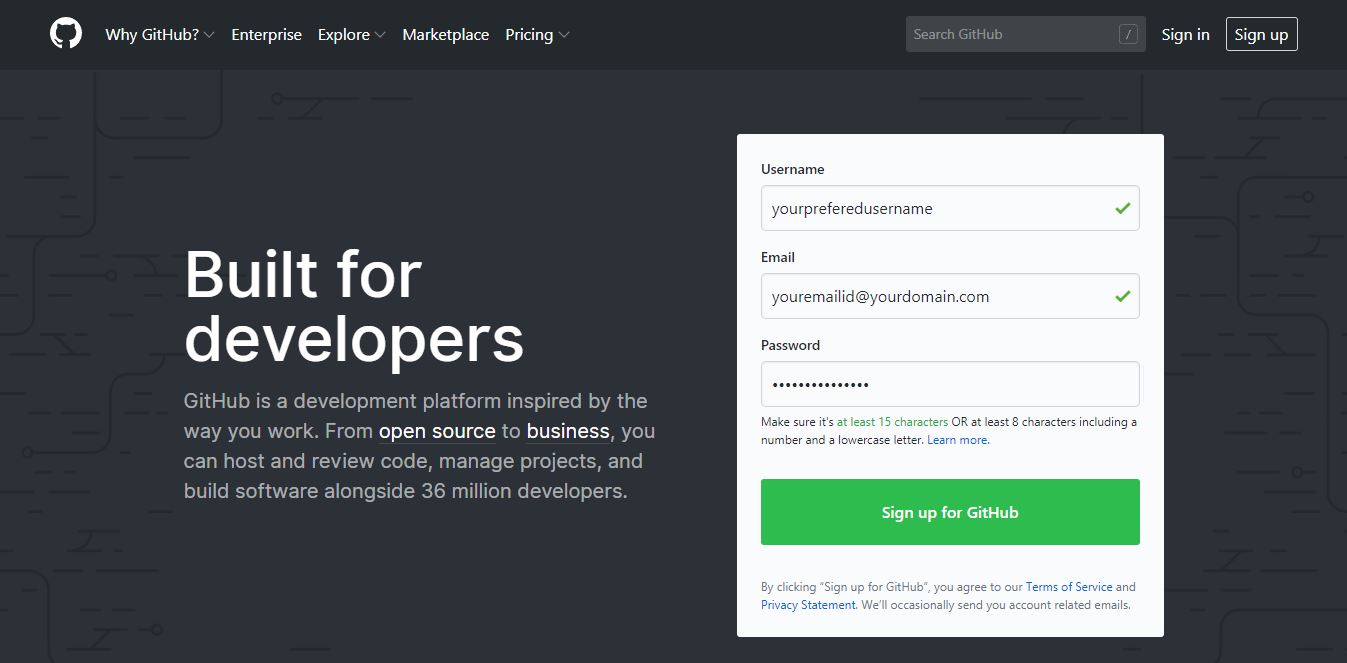 Why GitHub? Enterprise Explore Marketplace Pricing Search GitHub / Sign in Sign up
Built for
developers
GitHub is a development platform inspired by the
way you work. From open source to business, you
can host and review code, manage projects, and
build software alongside 36 million developers.
Username
yourpreferedusername
Email
youremailid@yourdomain.com
Password
•••••••••••••••
Make sure it's at least 15 characters OR at least 8 characters including a
number and a lowercase letter. Learn more.
Sign up for GitHub
By clicking “Sign up for GitHub”, you agree to our Terms of Service and
Privacy Statement. We’ll occasionally send you account related emails.